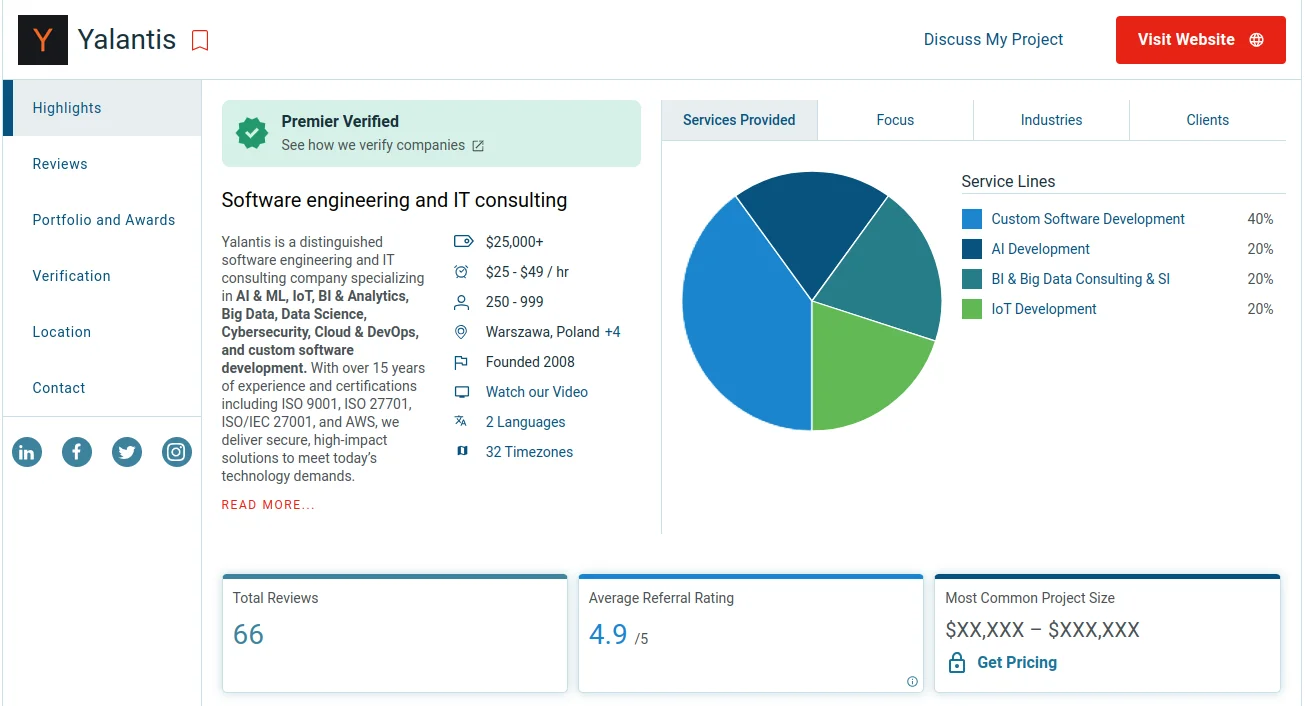 Y Yalantis
Discuss My Project
Visit Website
Highlights
Reviews
Portfolio and Awards
Verification
Location
Contact
in f
Premier Verified
See how we verify companies
Software engineering and IT consulting
Yalantis is a distinguished
software engineering and IT
consulting company specializing
in AI & ML, IoT, BI & Analytics,
Big Data, Data Science,
Cybersecurity, Cloud & DevOps,
and custom software
development. With over 15 years
of experience and certifications
including ISO 9001, ISO 27701,
ISO/IEC 27001, and AWS, we
deliver secure, high-impact
solutions to meet today’s
technology demands.
READ MORE...
$25,000+
$25 - $49 / hr
250 - 999
Warszawa, Poland +4
Founded 2008
Watch our Video
2 Languages
32 Timezones
Services Provided
Focus
Industries
Clients
Service Lines
Custom Software Development 40%
AI Development 20%
BI & Big Data Consulting & SI 20%
IoT Development 20%
Total Reviews
66
Average Referral Rating
4.9 /5
Most Common Project Size
$XX,XXX – $XXX,XXX
Get Pricing